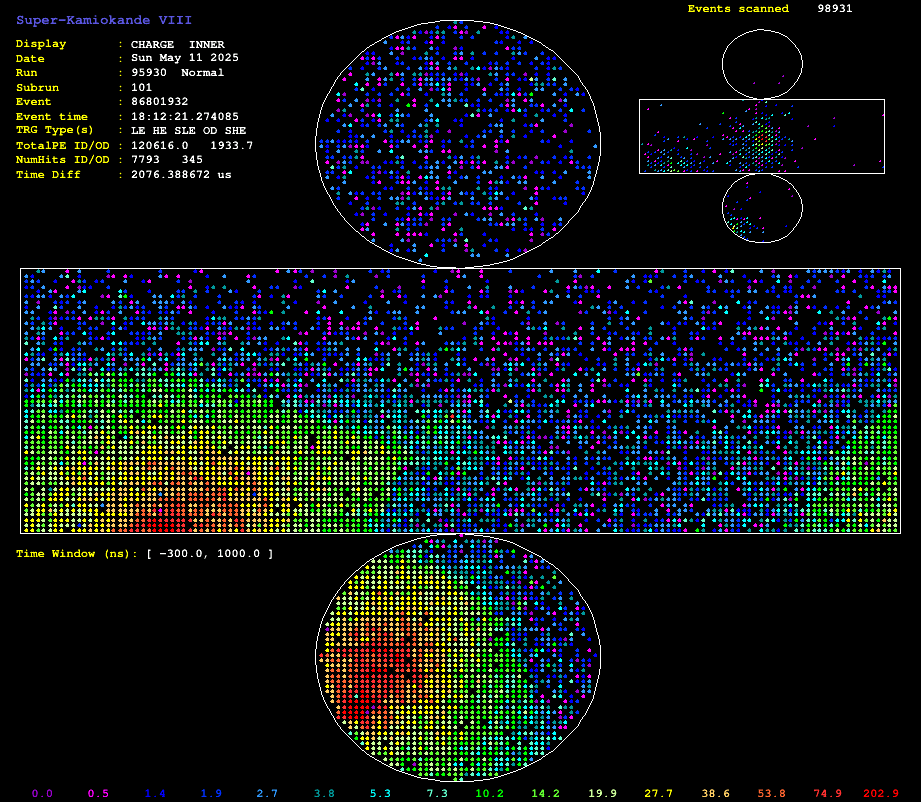 Events scanned 98931
Super-Kamiokande VIII
Display : CHARGE INNER
Date : Sun May 11 2025
Run : 95930 Normal
Subrun : 101
Event : 86801932
Event time : 18:12:21.274085
TRG Type(s) : LE HE SLE OD SHE
TotalPE ID/OD : 120616.0 1933.7
NumHits ID/OD : 7793 345
Time Diff : 2076.388672 us
Time Window (ns): [ −300.0, 1000.0 ]
0.0 0.5 1.4 1.9 2.7 3.8 5.3 7.3 10.2 14.2 19.9 27.7 38.6 53.8 74.9 202.9